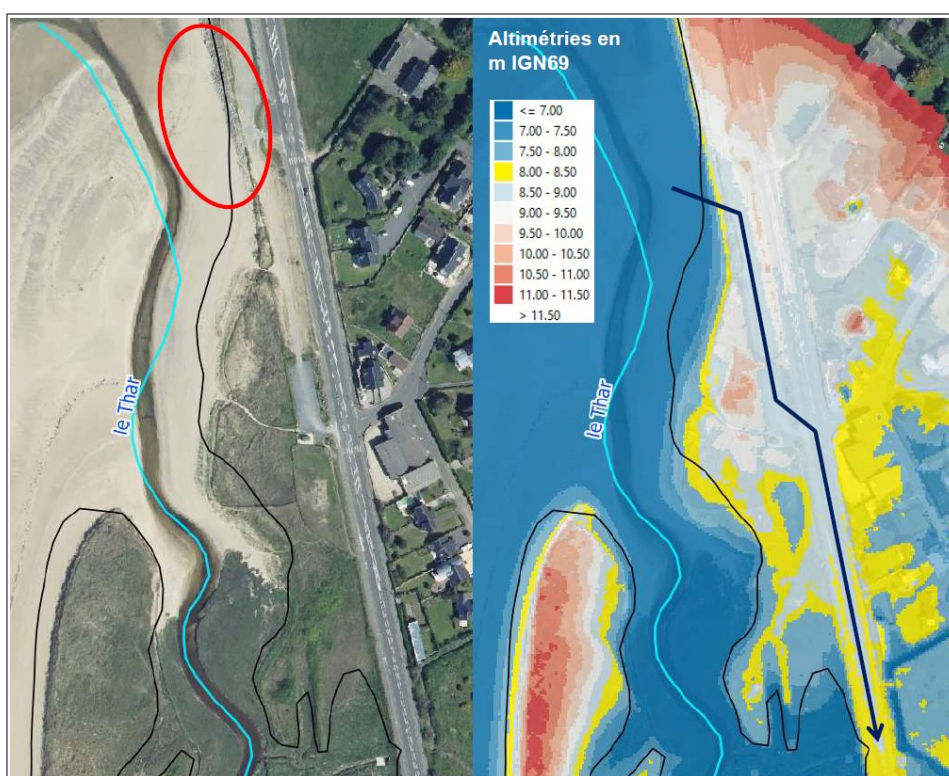 Altimétries en
m IGN69
<= 7.00
7.00 - 7.50
7.50 - 8.00
8.00 - 8.50
8.50 - 9.00
9.00 - 9.50
9.50 - 10.00
10.00 - 10.50
10.50 - 11.00
11.00 - 11.50
> 11.50
le Thar
le Thar